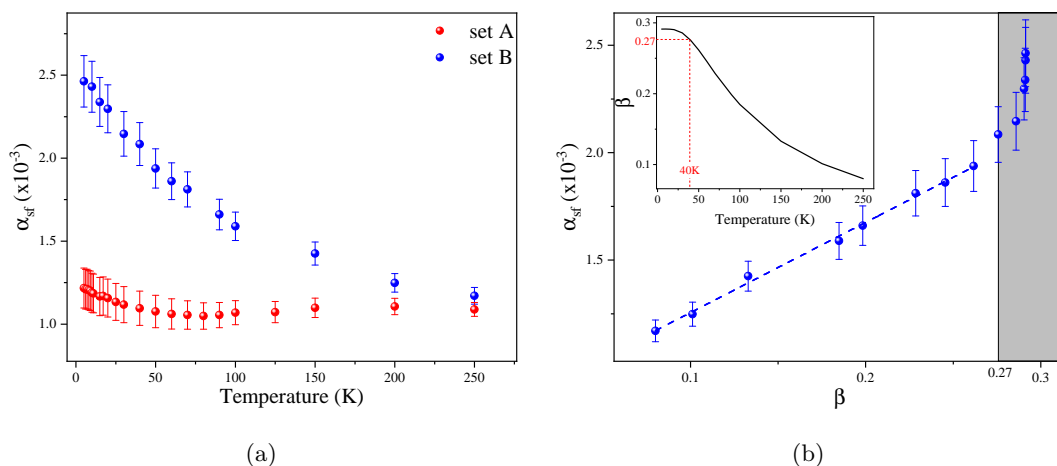 set A
set B
2.5
2.0
1.5
1.0
α_sf (x10⁻³)
0
50
100
150
200
250
Temperature (K)
(a)
2.5
2.0
1.5
α_sf (x10⁻³)
0.1
0.2
0.27
0.3
β
0.3
0.27
0.2
0.1
β
40K
0
50
100
150
200
250
Temperature (K)
(b)